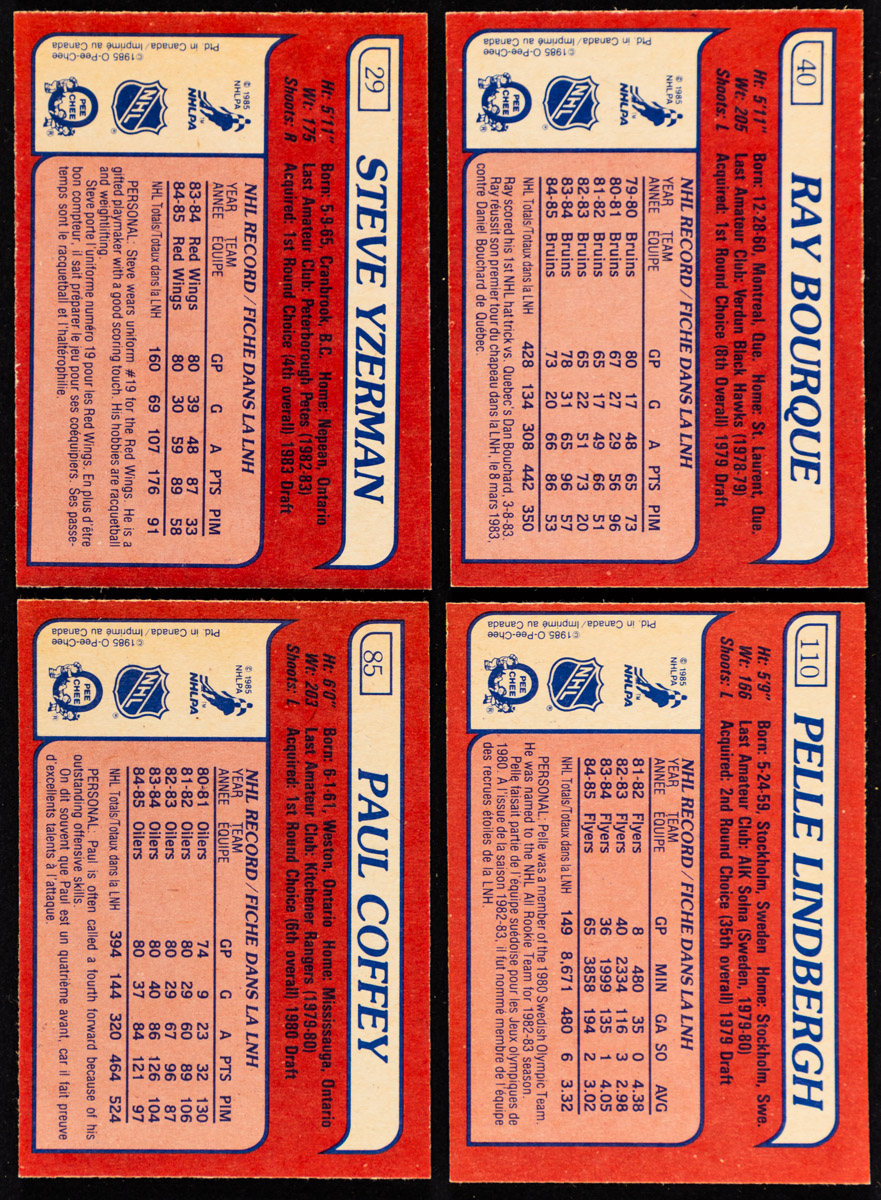 29
STEVE YZERMAN
Ht: 5'11" Born: 5-9-65, Cranbrook, B.C. Home: Nepean, Ontario
Wt: 175 Last Amateur Club: Peterborough Petes (1982-83)
Shoots: R Acquired: 1st Round Choice (4th overall) 1983 Draft
© 1985
NHLPA
NHLPA
NHL
PEE
CHEE
© 1985 O-Pee-Chee
Ptd. in Canada/Imprimé au Canada
NHL RECORD/FICHE DANS LA LNH
YEAR TEAM
ANNÉE ÉQUIPE GP G A PTS PIM
83-84 Red Wings 80 39 48 87 33
84-85 Red Wings 80 30 59 89 58
NHL Totals/Totaux dans la LNH 160 69 107 176 91
PERSONAL: Steve wears uniform #19 for the Red Wings. He is a
gifted playmaker with a good scoring touch. His hobbies are racquetball
and weightlifting.
Steve porte l'uniforme numéro 19 pour les Red Wings. En plus d'être
bon compteur, il sait préparer le jeu pour ses coéquipiers. Ses passe-
temps sont le racquetball et l'haltérophilie.
40
RAY BOURQUE
Ht: 5'11" Born: 12-28-60, Montreal, Que. Home: St. Laurent, Que.
Wt: 205 Last Amateur Club: Verdun Black Hawks (1978-79)
Shoots: L Acquired: 1st Round Choice (8th Overall) 1979 Draft
© 1985
NHLPA
NHLPA
NHL
PEE
CHEE
© 1985 O-Pee-Chee
Ptd. in Canada/Imprimé au Canada
NHL RECORD/FICHE DANS LA LNH
YEAR TEAM
ANNÉE ÉQUIPE GP G A PTS PIM
79-80 Bruins 80 17 48 65 73
80-81 Bruins 67 27 29 56 96
81-82 Bruins 65 17 49 66 51
82-83 Bruins 65 22 51 73 20
83-84 Bruins 78 31 65 96 57
84-85 Bruins 73 20 66 86 53
NHL Totals/Totaux dans la LNH 428 134 308 442 350
Ray scored his 1st NHL hat trick vs. Quebec's Dan Bouchard, 3-8-83.
Ray réussit son premier tour du chapeau dans la LNH, le 8 mars 1983,
contre Daniel Bouchard de Québec.
85
PAUL COFFEY
Ht: 6'0" Born: 6-1-61, Weston, Ontario Home: Mississauga, Ontario
Wt: 203 Last Amateur Club: Kitchener Rangers (1979-80)
Shoots: L Acquired: 1st Round Choice (6th overall) 1980 Draft
© 1985
NHLPA
NHLPA
NHL
PEE
CHEE
© 1985 O-Pee-Chee
Ptd. in Canada/Imprimé au Canada
NHL RECORD/FICHE DANS LA LNH
YEAR TEAM
ANNÉE ÉQUIPE GP G A PTS PIM
80-81 Oilers 74 9 23 32 130
81-82 Oilers 80 29 60 89 106
82-83 Oilers 80 29 67 96 87
83-84 Oilers 80 40 86 126 104
84-85 Oilers 80 37 84 121 97
NHL Totals/Totaux dans la LNH 394 144 320 464 524
PERSONAL: Paul is often called a fourth forward because of his
outstanding offensive skills.
On dit souvent que Paul est un quatrième avant, car il fait preuve
d'excellents talents à l'attaque.
110
PELLE LINDBERGH
Ht: 5'9" Born: 5-24-59, Stockholm, Sweden Home: Stockholm, Swe.
Wt: 166 Last Amateur Club: AIK Solna (Sweden, 1979-80)
Shoots: L Acquired: 2nd Round Choice (35th overall) 1979 Draft
© 1985
NHLPA
NHLPA
NHL
PEE
CHEE
© 1985 O-Pee-Chee
Ptd. in Canada/Imprimé au Canada
NHL RECORD/FICHE DANS LA LNH
YEAR TEAM
ANNÉE ÉQUIPE GP MIN GA SO AVG
81-82 Flyers 8 480 35 0 4.38
82-83 Flyers 40 2334 116 3 2.98
83-84 Flyers 36 1999 135 1 4.05
84-85 Flyers 65 3858 194 2 3.02
NHL Totals/Totaux dans la LNH 149 8,671 480 6 3.32
PERSONAL: Pelle was a member of the 1980 Swedish Olympic Team.
He was named to the NHL All Rookie Team for 1982-83 season.
Pelle faisait partie de l'équipe suédoise pour les Jeux olympiques de
1980. A l'issue de la saison 1982-83, il fut nommé membre de l'équipe
des recrues étoiles de la LNH.